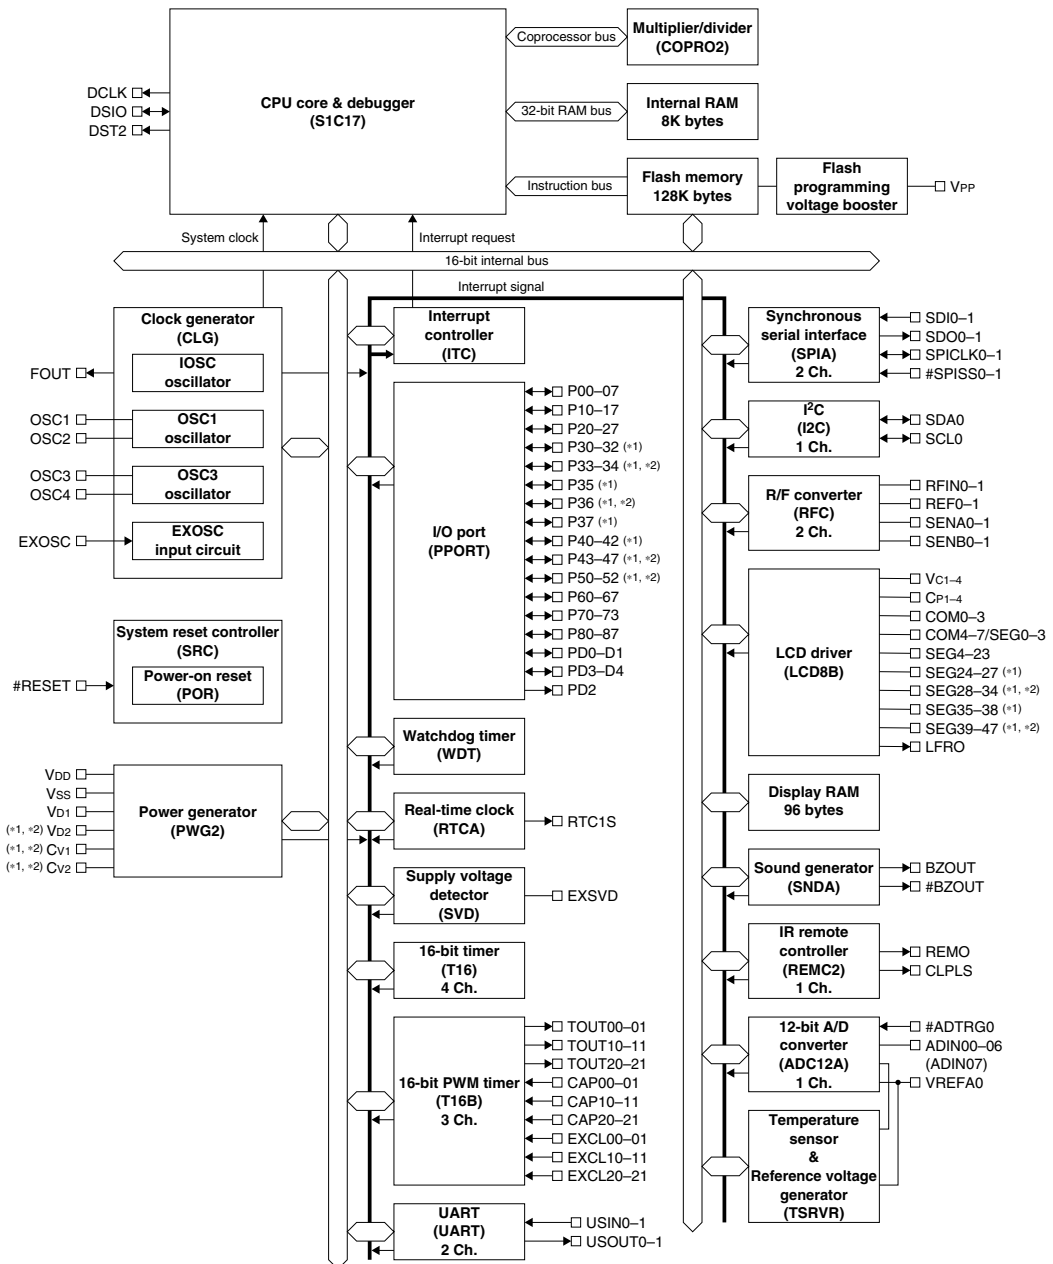 CPU core & debugger
(S1C17)
DCLK
DSIO
DST2
Coprocessor bus
Multiplier/divider
(COPRO2)
32-bit RAM bus
Internal RAM
8K bytes
Instruction bus
Flash memory
128K bytes
Flash
programming
voltage booster
VPP
System clock
Interrupt request
16-bit internal bus
Interrupt signal
Clock generator
(CLG)
IOSC
oscillator
OSC1
oscillator
OSC3
oscillator
EXOSC
input circuit
FOUT
OSC1
OSC2
OSC3
OSC4
EXOSC
System reset controller
(SRC)
Power-on reset
(POR)
#RESET
Power generator
(PWG2)
VDD
VSS
VD1
(*1, *2) VD2
(*1, *2) CV1
(*1, *2) CV2
Interrupt
controller
(ITC)
I/O port
(PPORT)
P00–07
P10–17
P20–27
P30–32 (*1)
P33–34 (*1, *2)
P35 (*1)
P36 (*1, *2)
P37 (*1)
P40–42 (*1)
P43–47 (*1, *2)
P50–52 (*1, *2)
P60–67
P70–73
P80–87
PD0–D1
PD3–D4
PD2
Watchdog timer
(WDT)
Real-time clock
(RTCA)
RTC1S
Supply voltage
detector
(SVD)
EXSVD
16-bit timer
(T16)
4 Ch.
16-bit PWM timer
(T16B)
3 Ch.
TOUT00–01
TOUT10–11
TOUT20–21
CAP00–01
CAP10–11
CAP20–21
EXCL00–01
EXCL10–11
EXCL20–21
UART
(UART)
2 Ch.
USIN0–1
USOUT0–1
Synchronous
serial interface
(SPIA)
2 Ch.
SDI0–1
SDO0–1
SPICLK0–1
#SPISS0–1
I²C
(I2C)
1 Ch.
SDA0
SCL0
R/F converter
(RFC)
2 Ch.
RFIN0–1
REF0–1
SENA0–1
SENB0–1
LCD driver
(LCD8B)
VC1–4
CP1–4
COM0–3
COM4–7/SEG0–3
SEG4–23
SEG24–27 (*1)
SEG28–34 (*1, *2)
SEG35–38 (*1)
SEG39–47 (*1, *2)
LFRO
Display RAM
96 bytes
Sound generator
(SNDA)
BZOUT
#BZOUT
IR remote
controller
(REMC2)
1 Ch.
REMO
CLPLS
12-bit A/D
converter
(ADC12A)
1 Ch.
#ADTRG0
ADIN00–06
(ADIN07)
VREFA0
Temperature
sensor
&
Reference voltage
generator
(TSRVR)